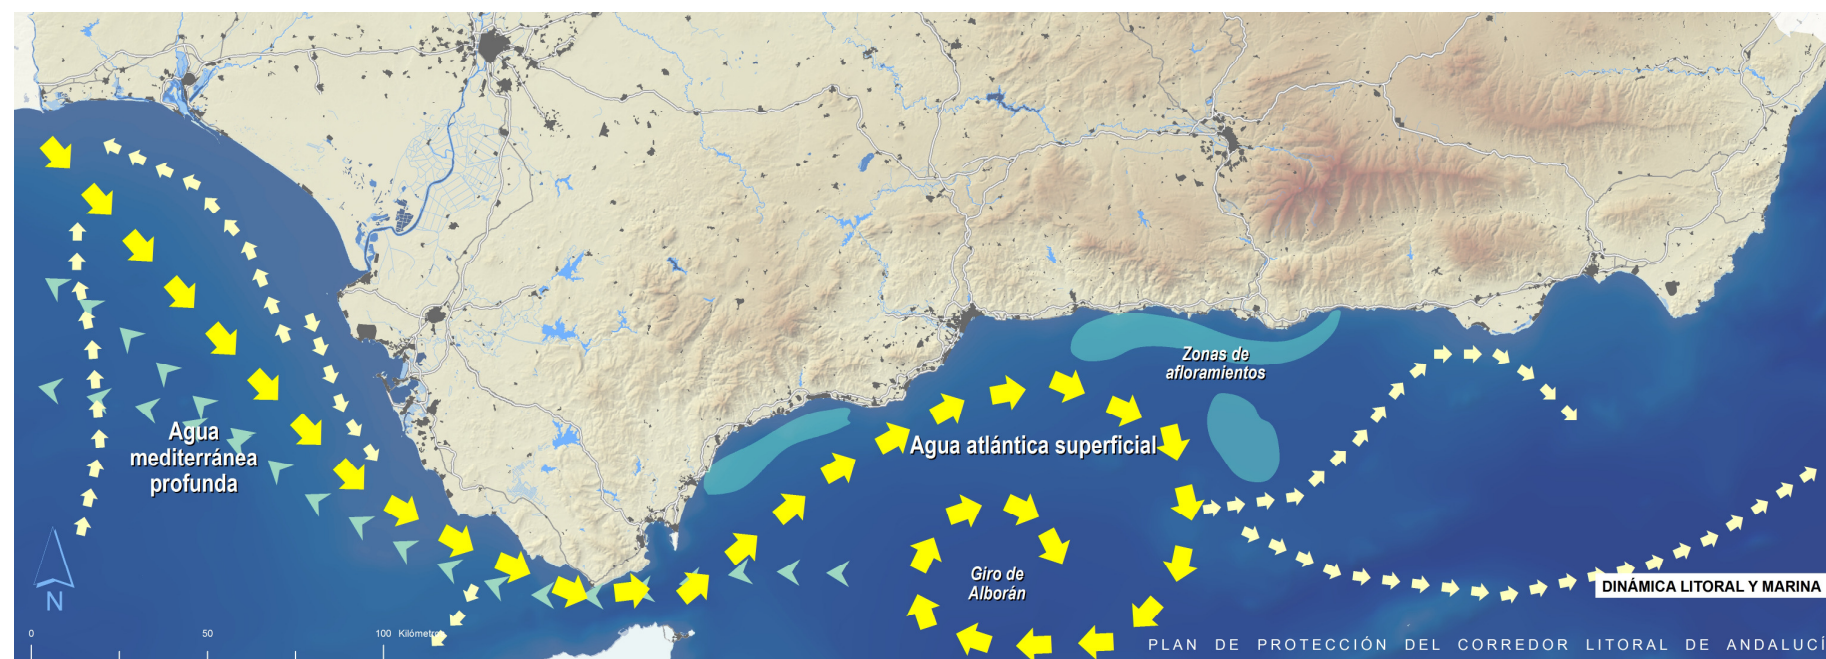 Zonas de
afloramientos
Agua
mediterránea
profunda
Agua atlántica superficial
Giro de
Alborán
N
DINÁMICA LITORAL Y MARINA
0 50 100 Kilómetros
PLAN DE PROTECCIÓN DEL CORREDOR LITORAL DE ANDALUCÍ